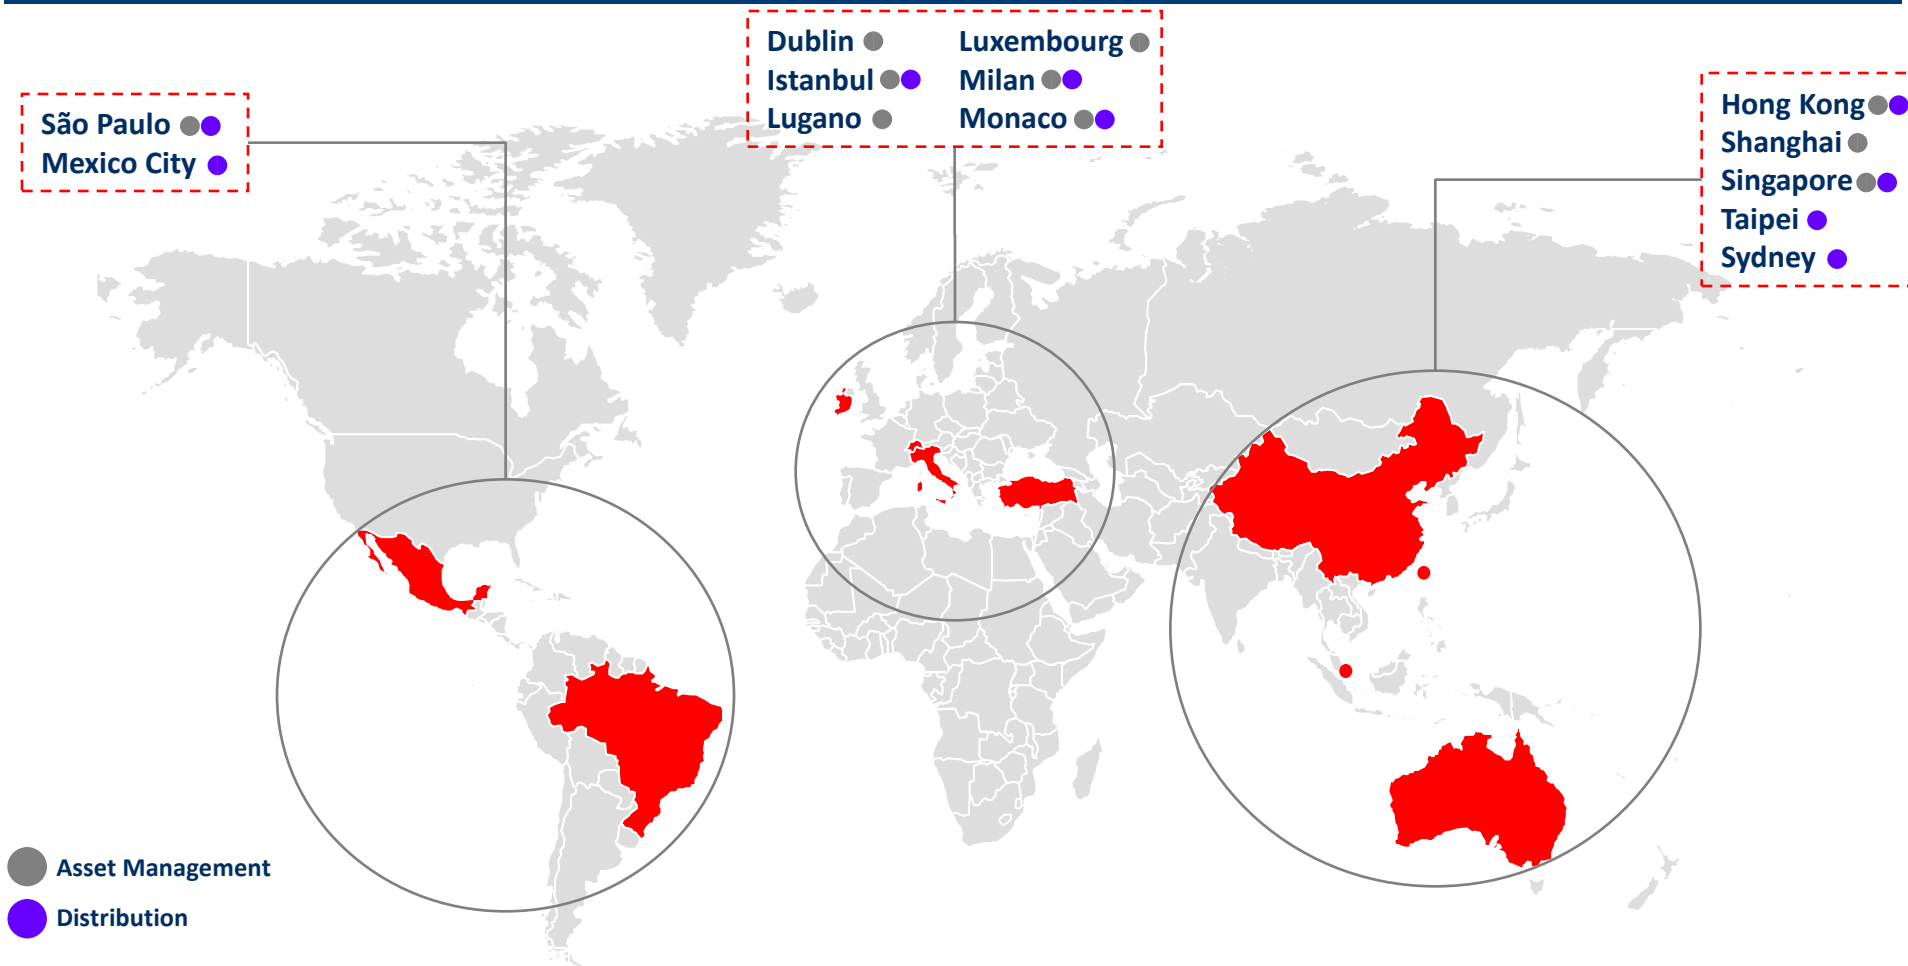 São Paulo
Mexico City
Dublin
Istanbul
Lugano
Luxembourg
Milan
Monaco
Hong Kong
Shanghai
Singapore
Taipei
Sydney
Asset Management
Distribution